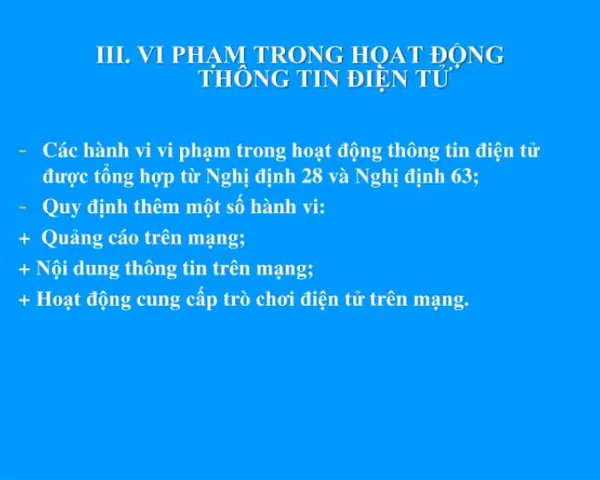 III. VI PHẠM TRONG HOẠT ĐỘNG
THÔNG TIN ĐIỆN TỬ
- Các hành vi vi phạm trong hoạt động thông tin điện tử
được tổng hợp từ Nghị định 28 và Nghị định 63;
- Quy định thêm một số hành vi:
+ Quảng cáo trên mạng;
+ Nội dung thông tin trên mạng;
+ Hoạt động cung cấp trò chơi điện tử trên mạng.